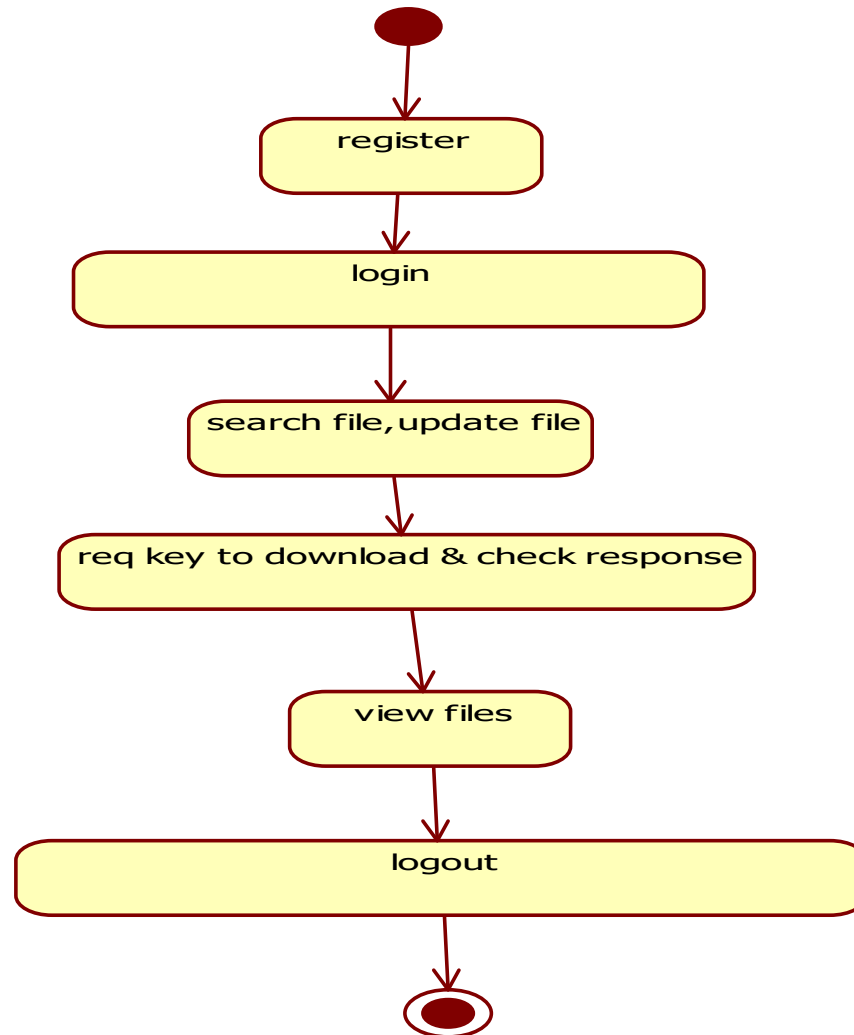 register
login
search file,update file
req key to download & check response
view files
logout